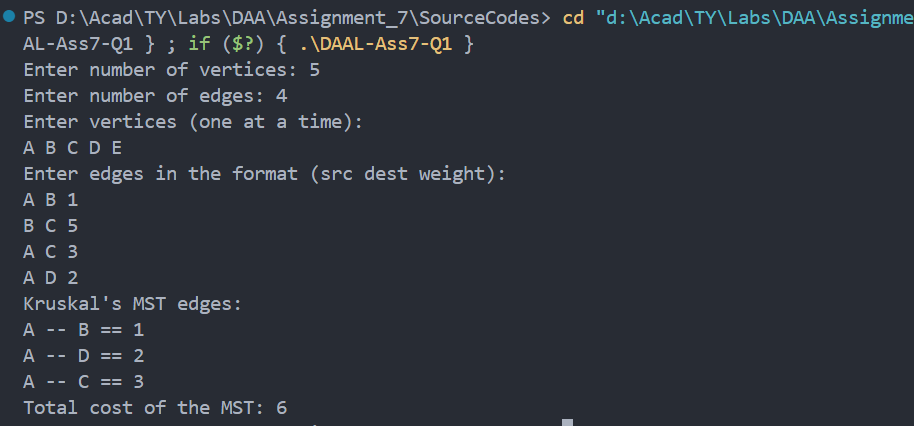 PS D:\Acad\TY\Labs\DAA\Assignment_7\SourceCodes> cd "d:\Acad\TY\Labs\DAA\Assignme
AL-Ass7-Q1 } ; if ($?) { .\DAAL-Ass7-Q1 }
Enter number of vertices: 5
Enter number of edges: 4
Enter vertices (one at a time):
A B C D E
Enter edges in the format (src dest weight):
A B 1
B C 5
A C 3
A D 2
Kruskal's MST edges:
A -- B == 1
A -- D == 2
A -- C == 3
Total cost of the MST: 6